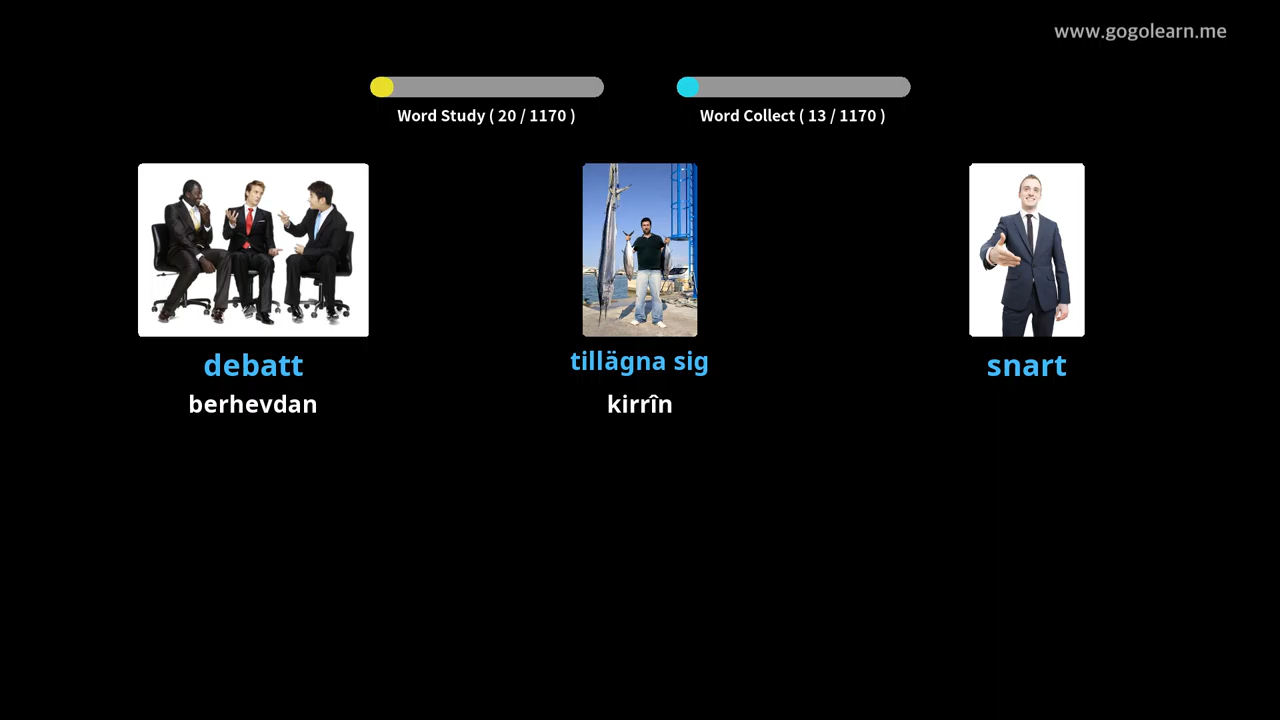 www.gogolearn.me
Word Study ( 20 / 1170 )
Word Collect ( 13 / 1170 )
debatt
tillägna sig
snart
berhevdan
kirrîn